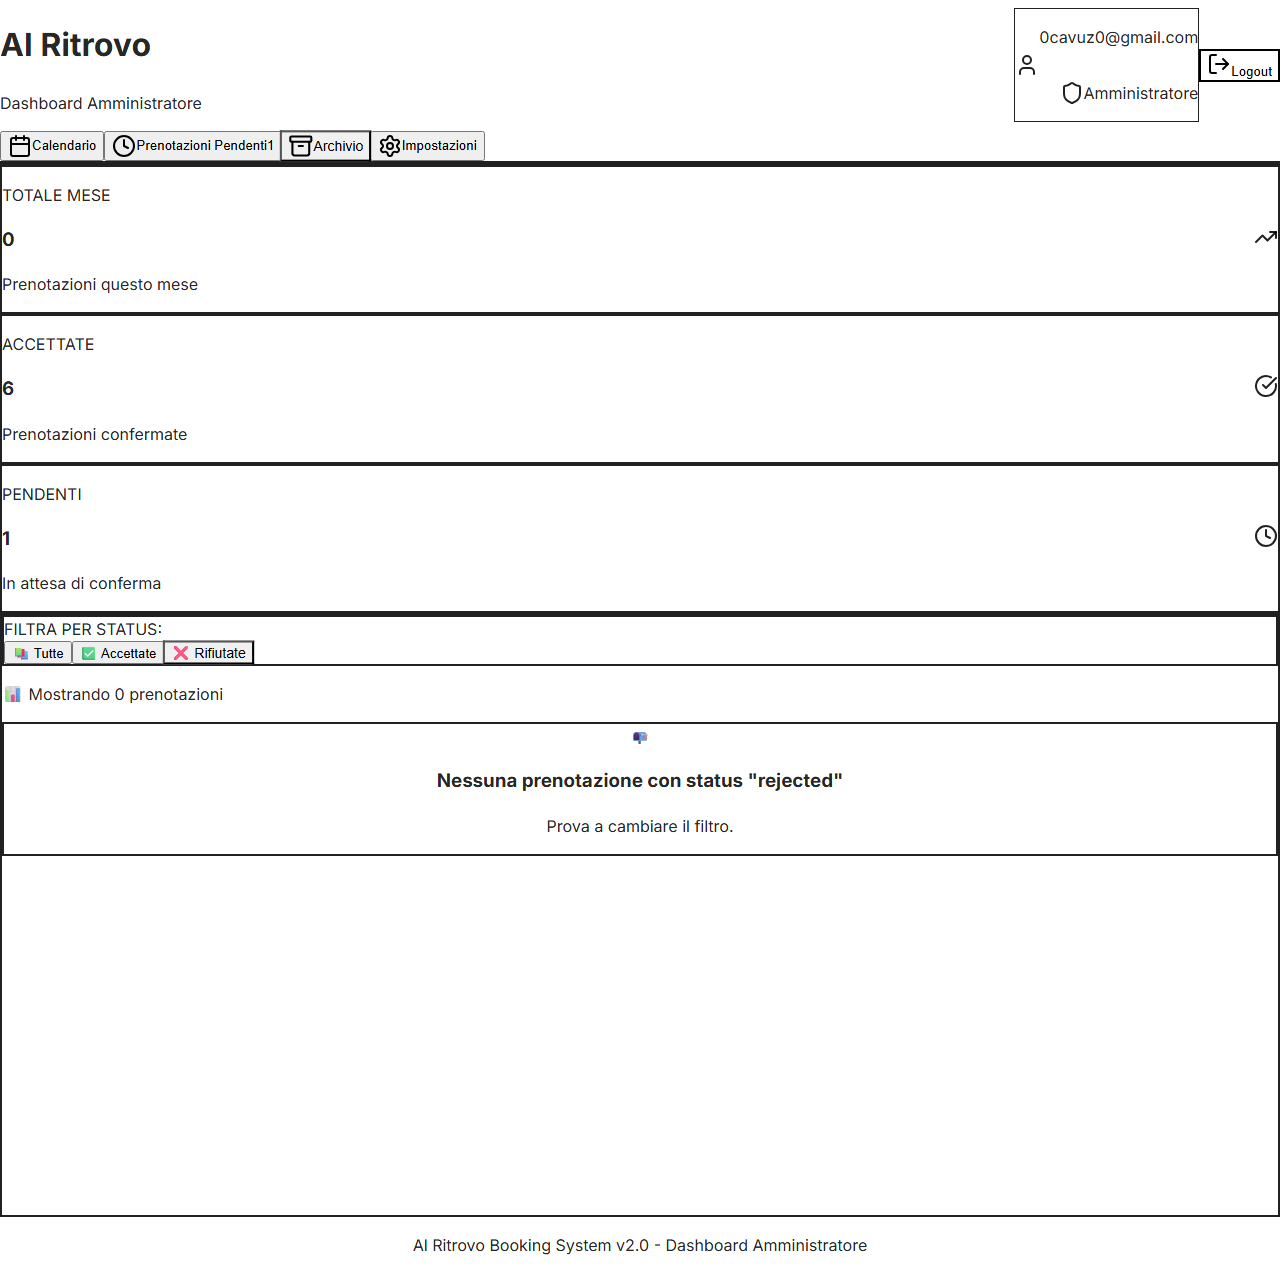 Al Ritrovo
0cavuz0@gmail.com
Amministratore
Logout
Dashboard Amministratore
Calendario
Prenotazioni Pendenti1
Archivio
Impostazioni
TOTALE MESE
0
Prenotazioni questo mese
ACCETTATE
6
Prenotazioni confermate
PENDENTI
1
In attesa di conferma
FILTRA PER STATUS:
Tutte
Accettate
Rifiutate
Mostrando 0 prenotazioni
Nessuna prenotazione con status "rejected"
Prova a cambiare il filtro.
Al Ritrovo Booking System v2.0 - Dashboard Amministratore